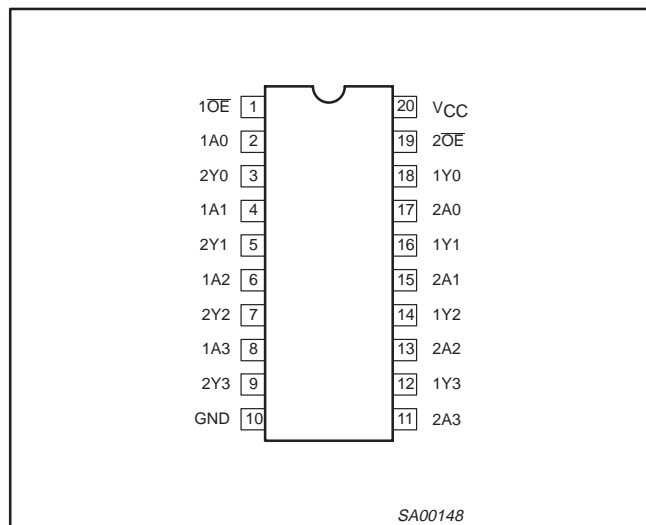 1O̅E̅ 1 20 VCC
1A0 2 19 2O̅E̅
2Y0 3 18 1Y0
1A1 4 17 2A0
2Y1 5 16 1Y1
1A2 6 15 2A1
2Y2 7 14 1Y2
1A3 8 13 2A2
2Y3 9 12 1Y3
GND 10 11 2A3
SA00148